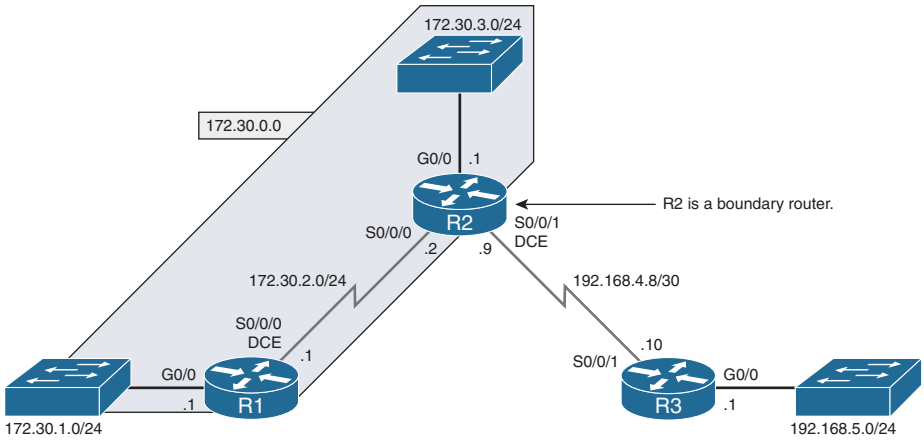 172.30.3.0/24
172.30.0.0
G0/0
.1
R2
R2 is a boundary router.
S0/0/0
.2
.9
S0/0/1
DCE
172.30.2.0/24
192.168.4.8/30
S0/0/0
DCE
.1
.10
S0/0/1
G0/0
.1
R1
172.30.1.0/24
R3
G0/0
.1
192.168.5.0/24